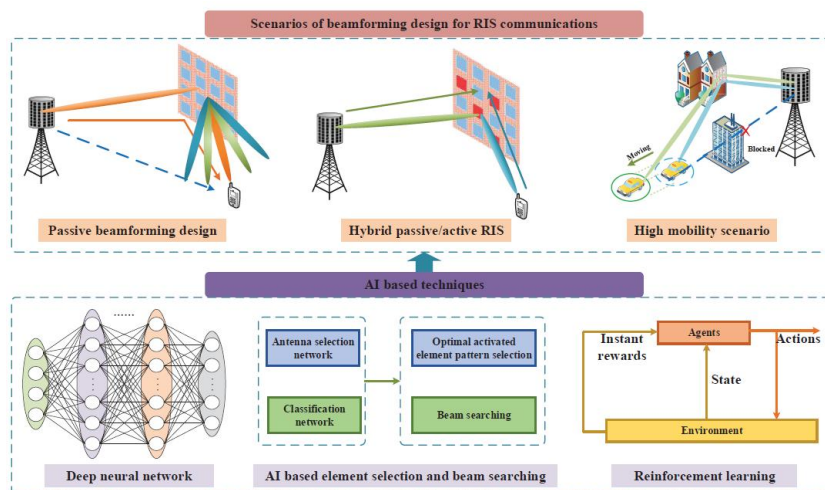 Scenarios of beamforming design for RIS communications
Moving
Blocked
Passive beamforming design
Hybrid passive/active RIS
High mobility scenario
AI based techniques
......
Antenna selection
network
Classification
network
Optimal activated
element pattern selection
Beam searching
Instant
rewards
Agents
Actions
State
Environment
Deep neural network
AI based element selection and beam searching
Reinforcement learning